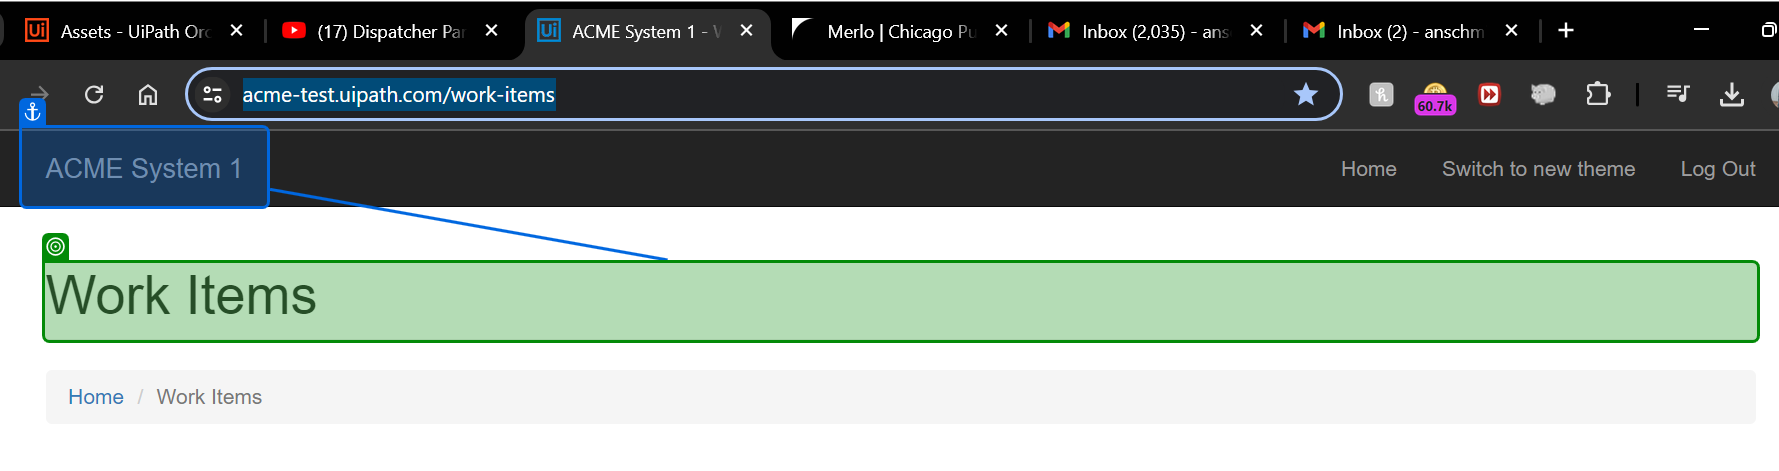 Ui Assets - UiPath Orc (17) Dispatcher Par Ui ACME System 1 - W Merlo | Chicago Pu Inbox (2,035) - ans Inbox (2) - anschm
acme-test.uipath.com/work-items 60.7k
ACME System 1 Home Switch to new theme Log Out
Work Items
Home / Work Items